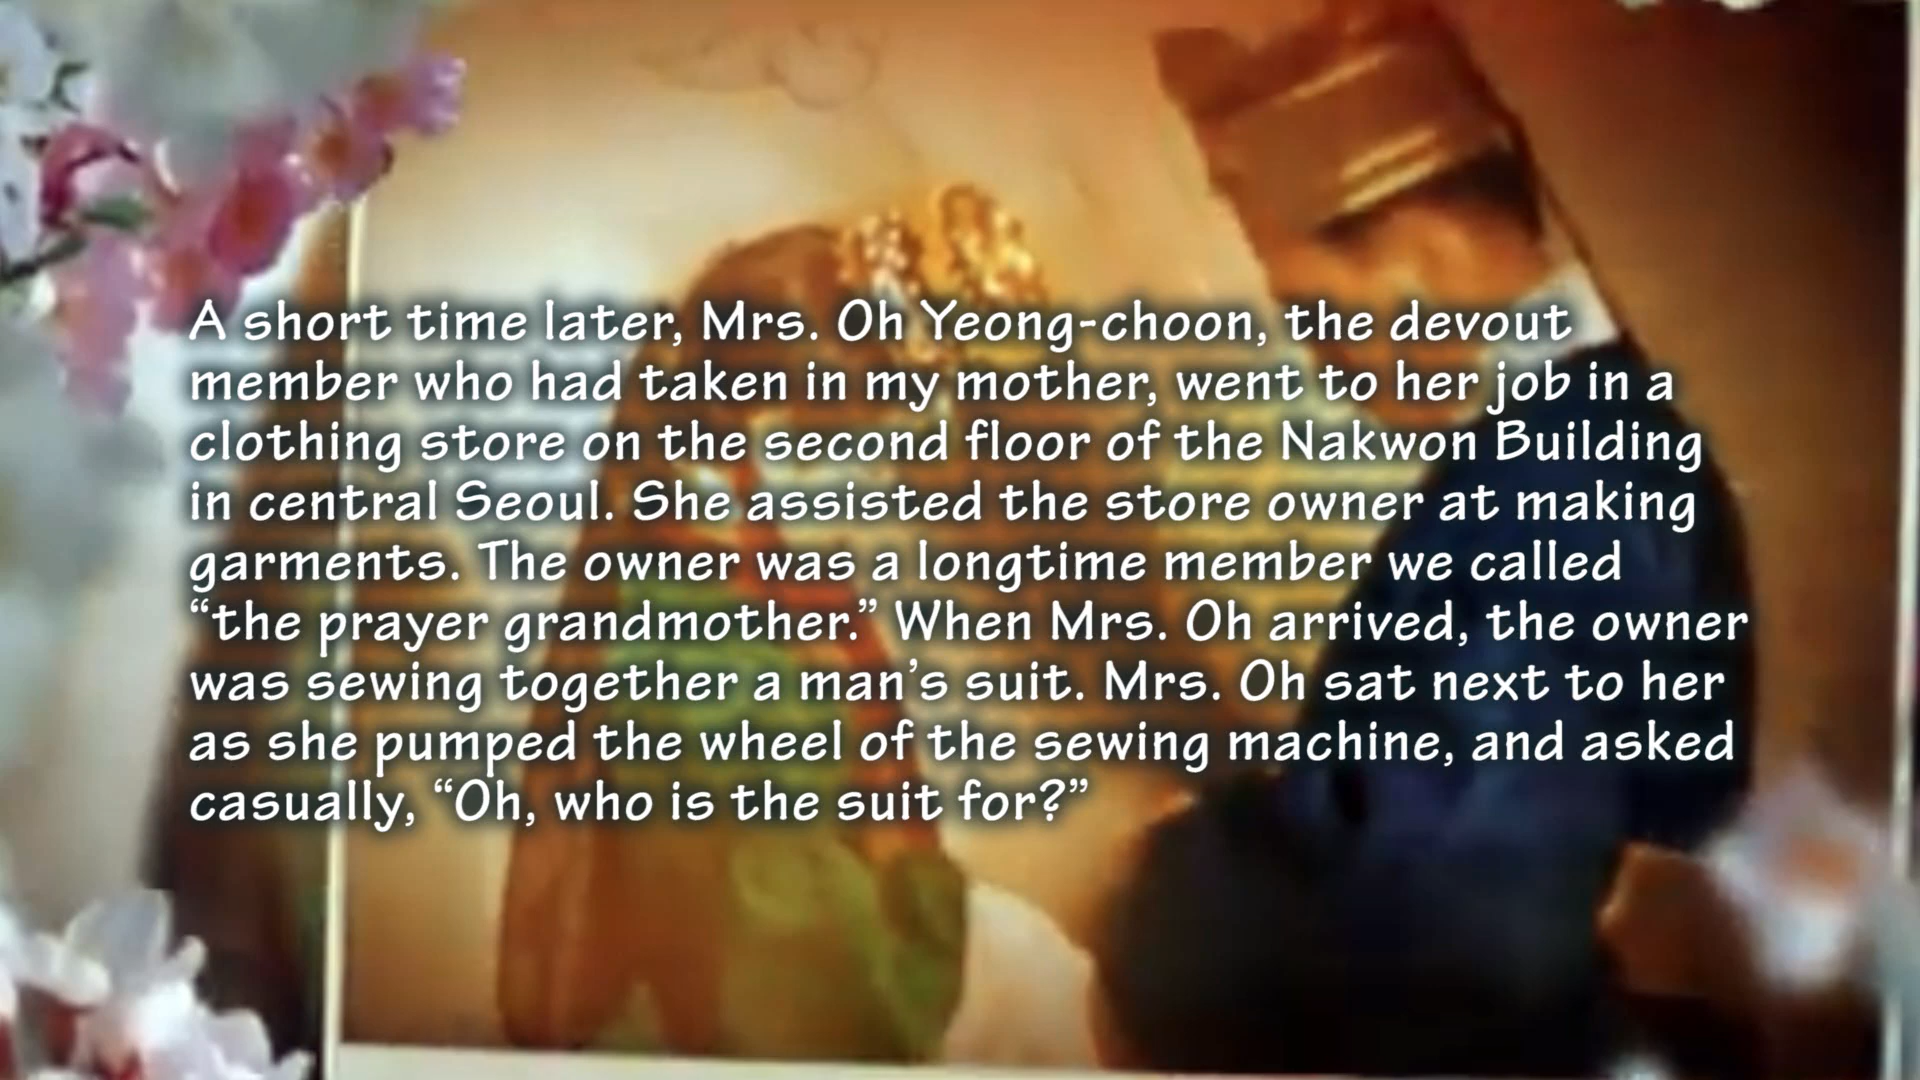 A short time later, Mrs. Oh Yeong-choon, the devout
member who had taken in my mother, went to her job in a
clothing store on the second floor of the Nakwon Building
in central Seoul. She assisted the store owner at making
garments. The owner was a longtime member we called
“the prayer grandmother.” When Mrs. Oh arrived, the owner
was sewing together a man’s suit. Mrs. Oh sat next to her
as she pumped the wheel of the sewing machine, and asked
casually, “Oh, who is the suit for?”